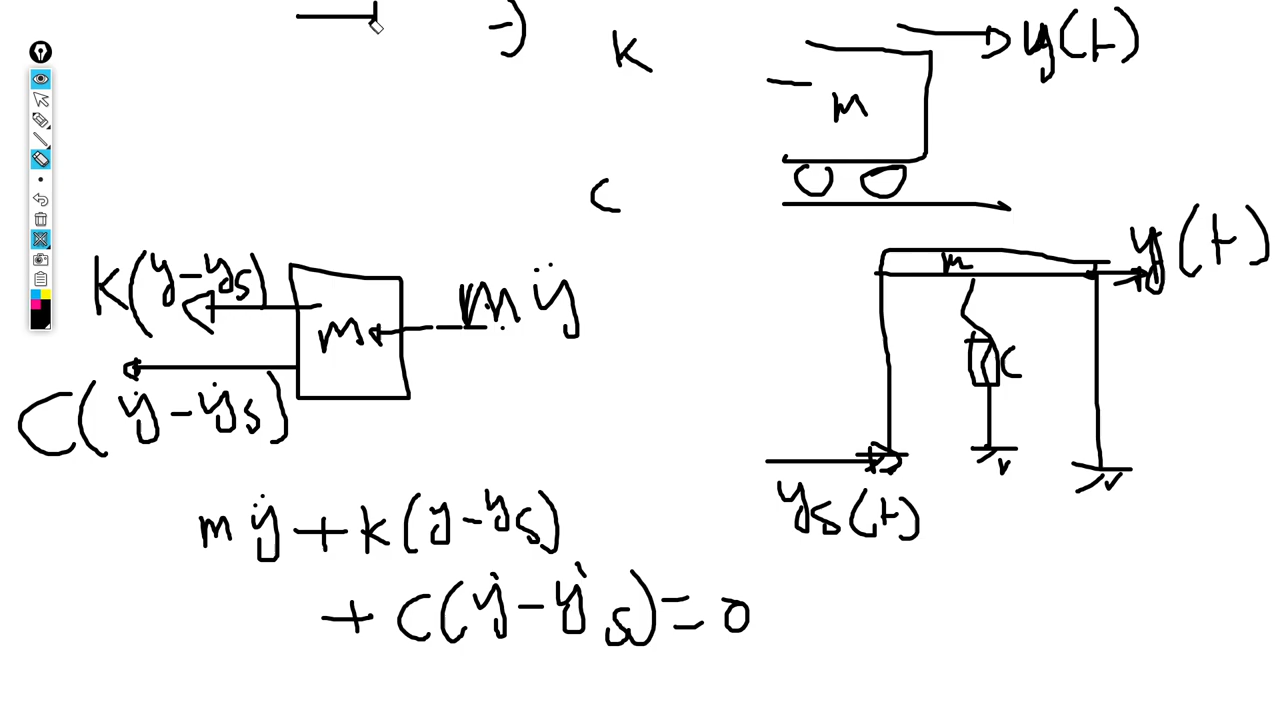 K
y(t)
m
C
K(y-ys)
m
mÿ
C(ẏ-ẏs)
m
y(t)
C
ys(t)
mÿ+K(y-ys)
+C(ẏ-ẏs)=0